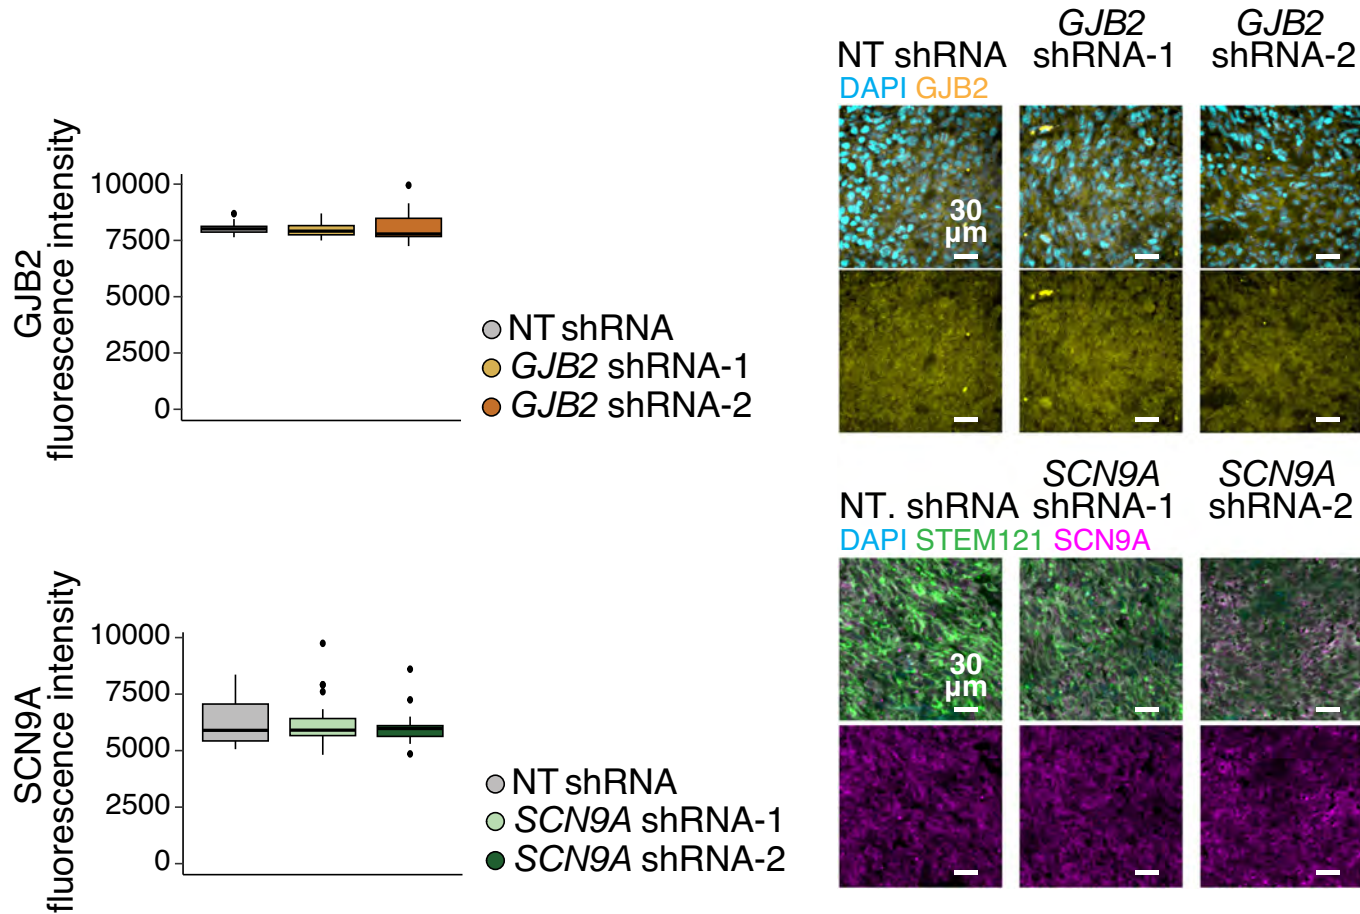 GJB2
fluorescence intensity
10000
7500
5000
2500
0
NT shRNA
GJB2 shRNA-1
GJB2 shRNA-2
NT shRNA
GJB2
shRNA-1
GJB2
shRNA-2
DAPI GJB2
30
µm
SCN9A
fluorescence intensity
10000
7500
5000
2500
0
NT shRNA
SCN9A shRNA-1
SCN9A shRNA-2
NT. shRNA
SCN9A
shRNA-1
SCN9A
shRNA-2
DAPI STEM121 SCN9A
30
µm